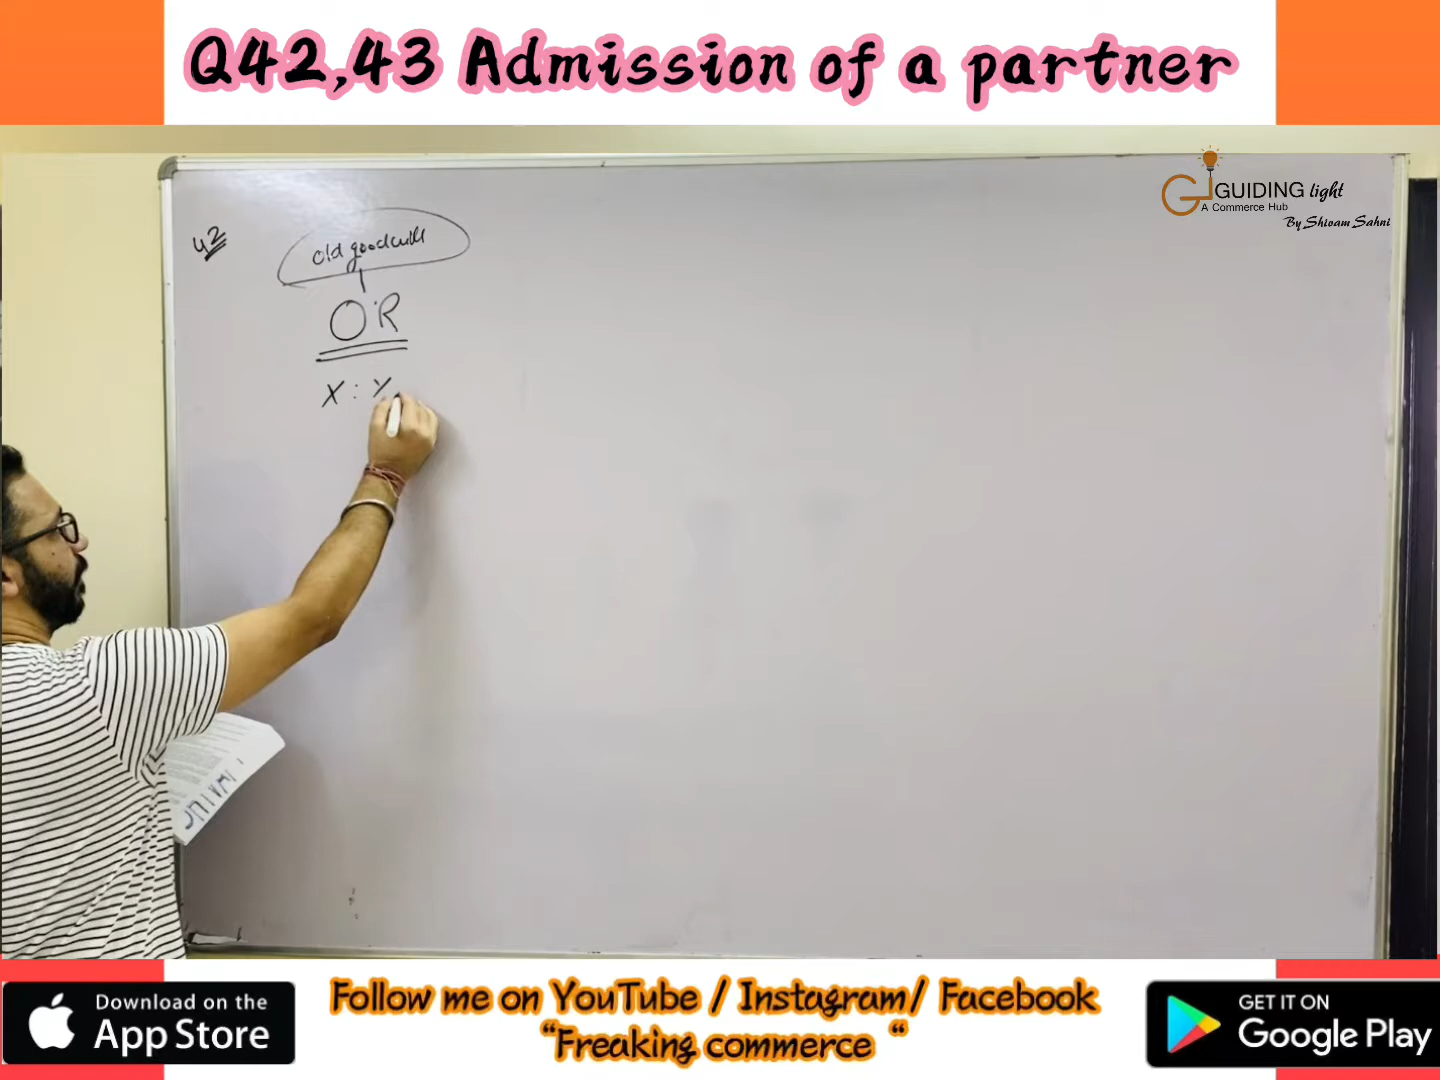 Q42,43 Admission of a partner
GUIDING light
A Commerce Hub
By Shivam Sahni
42
old goodwill
OR
X : Y
Download on the
App Store
Follow me on YouTube / Instagram/ Facebook
“Freaking commerce “
GET IT ON
Google Play